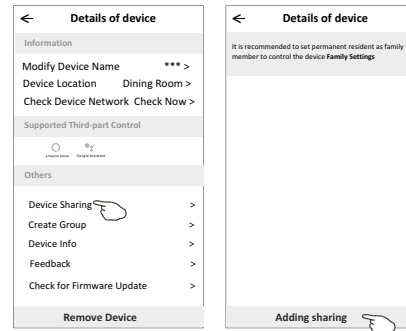 Details of device
Information
Modify Device Name *** >
Device Location Dining Room >
Check Device Network Check Now >
Supported Third-part Control
amazon alexa Google Assistant
Others
Device Sharing >
Create Group >
Device Info >
Feedback >
Check for Firmware Update >
Remove Device
Details of device
It is recommended to set permanent resident as family
member to control the device Family Settings
Adding sharing